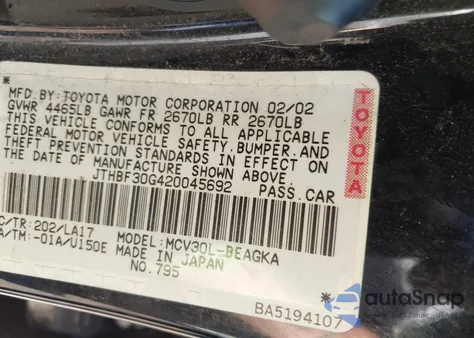 *
MFD.BY:TOYOTA MOTOR CORPORATION 02/02
GVWR 4465LB GAWR FR 2670LB RR 2670LB
THIS VEHICLE CONFORMS TO ALL APPLICABLE
FEDERAL MOTOR VEHICLE SAFETY,BUMPER,AND
THEFT PREVENTION STANDARDS IN EFFECT ON
THE DATE OF MANUFACTURE SHOWN ABOVE.
JTHBF30G420045692 PASS.CAR
TOYOTA
C/TR:202/LA17 MODEL:MCV30L-BEAGKA
A/TM:-01A/U150E MADE IN JAPAN
NO.795
*
BA5194107
autoSnap